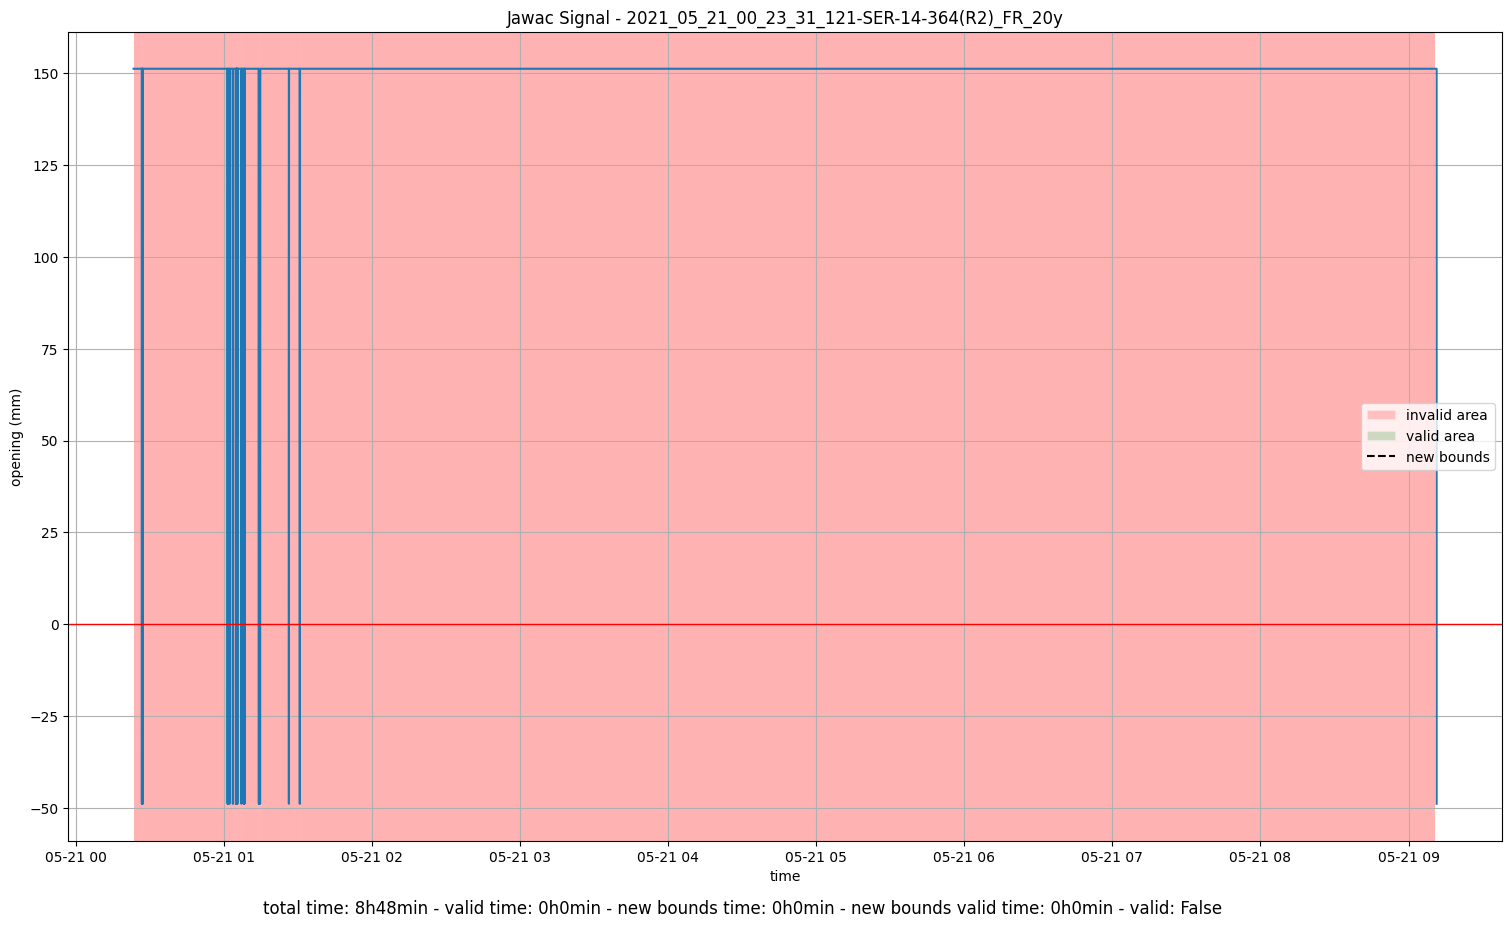 Jawac Signal - 2021_05_21_00_23_31_121-SER-14-364(R2)_FR_20y
150
125
100
75
50
25
0
−25
−50
opening (mm)
invalid area
valid area
new bounds
05-21 00
05-21 01
05-21 02
05-21 03
05-21 04
05-21 05
05-21 06
05-21 07
05-21 08
05-21 09
time
total time: 8h48min - valid time: 0h0min - new bounds time: 0h0min - new bounds valid time: 0h0min - valid: False